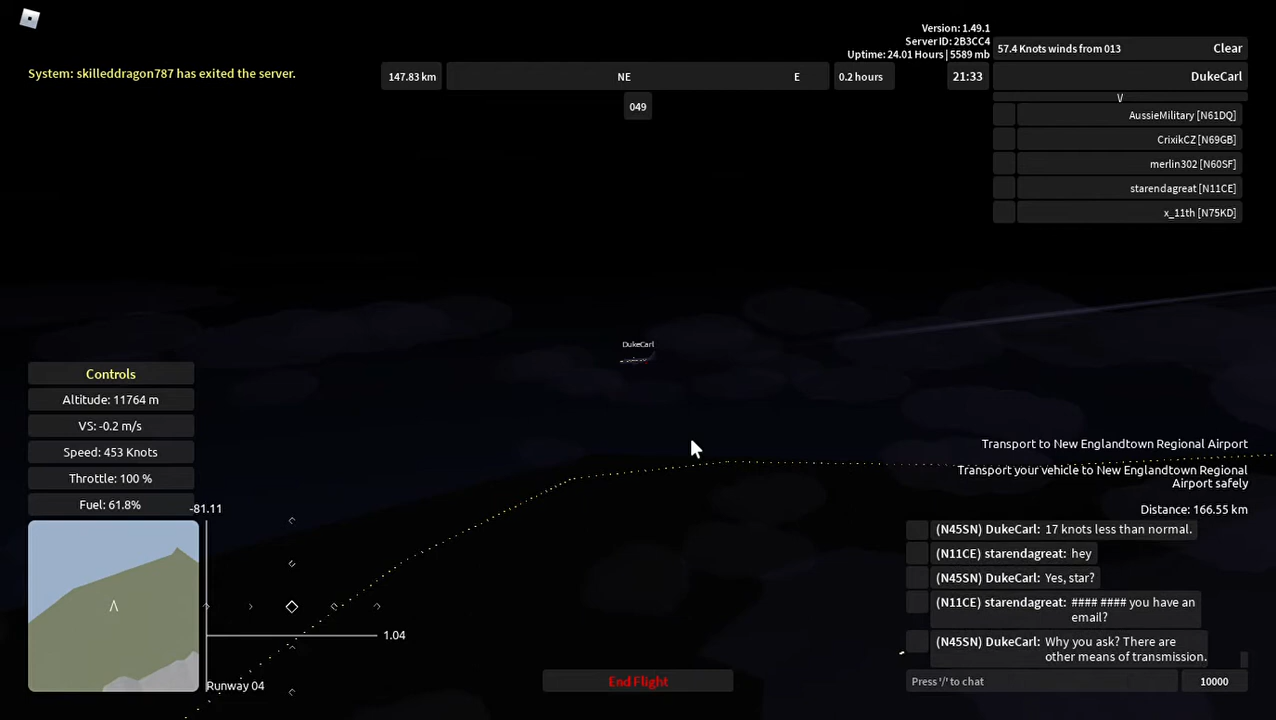 Version: 1.49.1
Server ID: 2B3CC4
Uptime: 24.01 Hours | 5589 mb
57.4 Knots winds from 013
Clear
System: skilleddragon787 has exited the server.
147.83 km
NE
E
0.2 hours
21:33
DukeCarl
049
V
AussieMilitary [N61DQ]
CrixikCZ [N69GB]
merlin302 [N60SF]
starendagreat [N11CE]
x_11th [N75KD]
DukeCarl
Controls
Altitude: 11764 m
VS: -0.2 m/s
Speed: 453 Knots
Throttle: 100 %
Fuel: 61.8%
-81.11
1.04
Runway 04
Transport to New Englandtown Regional Airport
Transport your vehicle to New Englandtown Regional
Airport safely
Distance: 166.55 km
(N45SN) DukeCarl: 17 knots less than normal.
(N11CE) starendagreat: hey
(N45SN) DukeCarl: Yes, star?
(N11CE) starendagreat: #### #### you have an
email?
(N45SN) DukeCarl: Why you ask? There are
other means of transmission.
End Flight
Press '/' to chat
10000